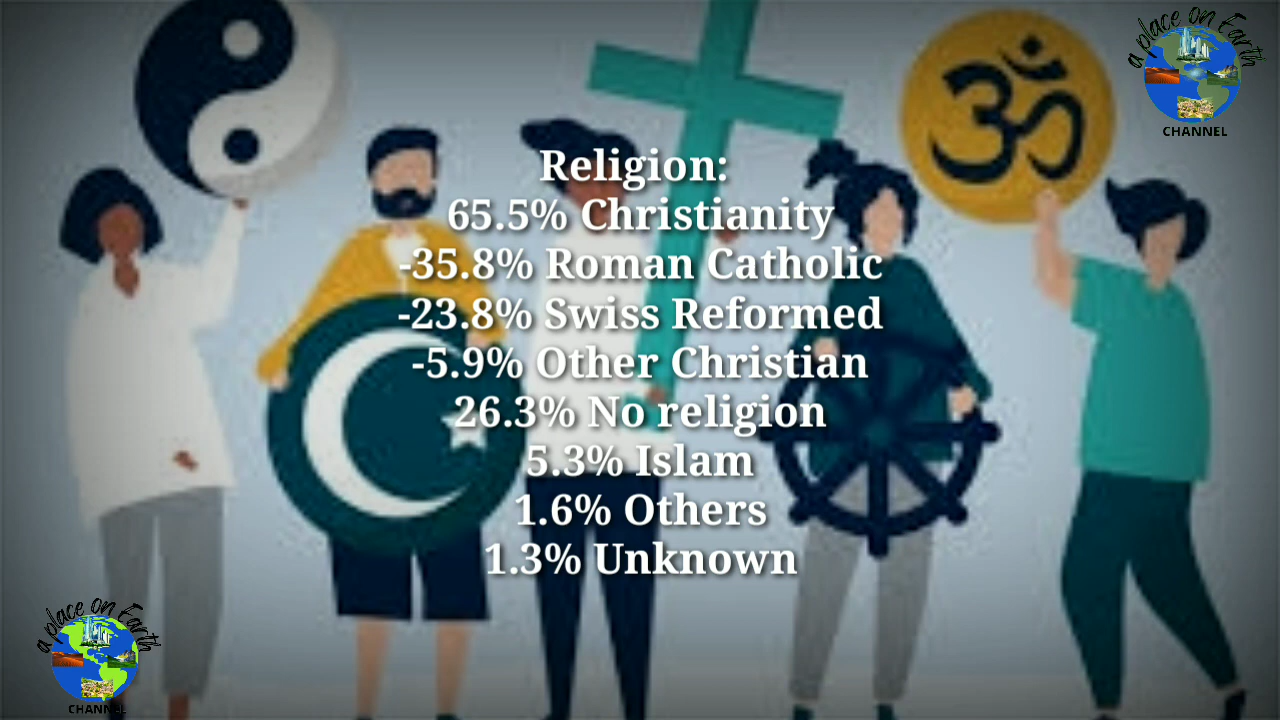 a place on Earth
CHANNEL
Religion:
65.5% Christianity
-35.8% Roman Catholic
-23.8% Swiss Reformed
-5.9% Other Christian
26.3% No religion
5.3% Islam
1.6% Others
1.3% Unknown
a place on Earth
CHANNEL